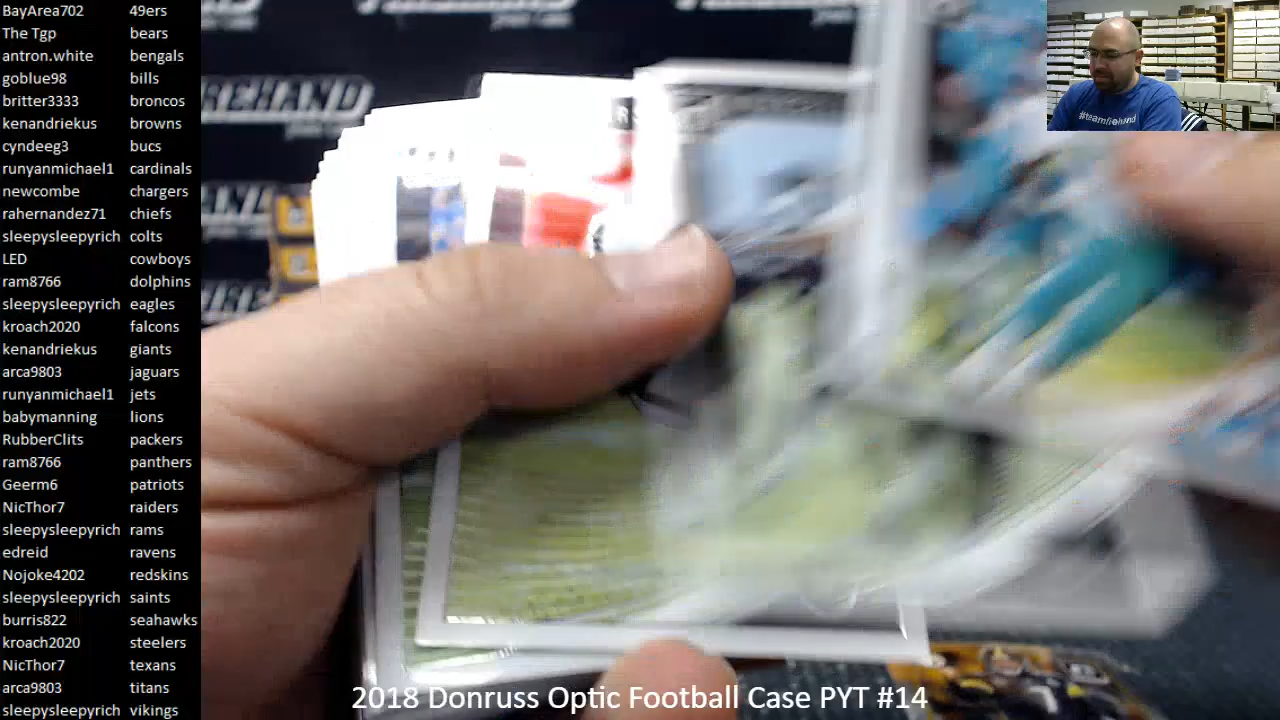 BayArea702 49ers
The Tgp bears
antron.white bengals
goblue98 bills
britter3333 broncos
kenandriekus browns
cyndeeg3 bucs
runyanmichael1 cardinals
newcombe chargers
rahernandez71 chiefs
sleepysleepyrich colts
LED cowboys
ram8766 dolphins
sleepysleepyrich eagles
kroach2020 falcons
kenandriekus giants
arca9803 jaguars
runyanmichael1 jets
babymanning lions
RubberClits packers
ram8766 panthers
Geerm6 patriots
NicThor7 raiders
sleepysleepyrich rams
edreid ravens
Nojoke4202 redskins
sleepysleepyrich saints
burris822 seahawks
kroach2020 steelers
NicThor7 texans
arca9803 titans
sleepysleepyrich vikings
#teamfirehand
2018 Donruss Optic Football Case PYT #14